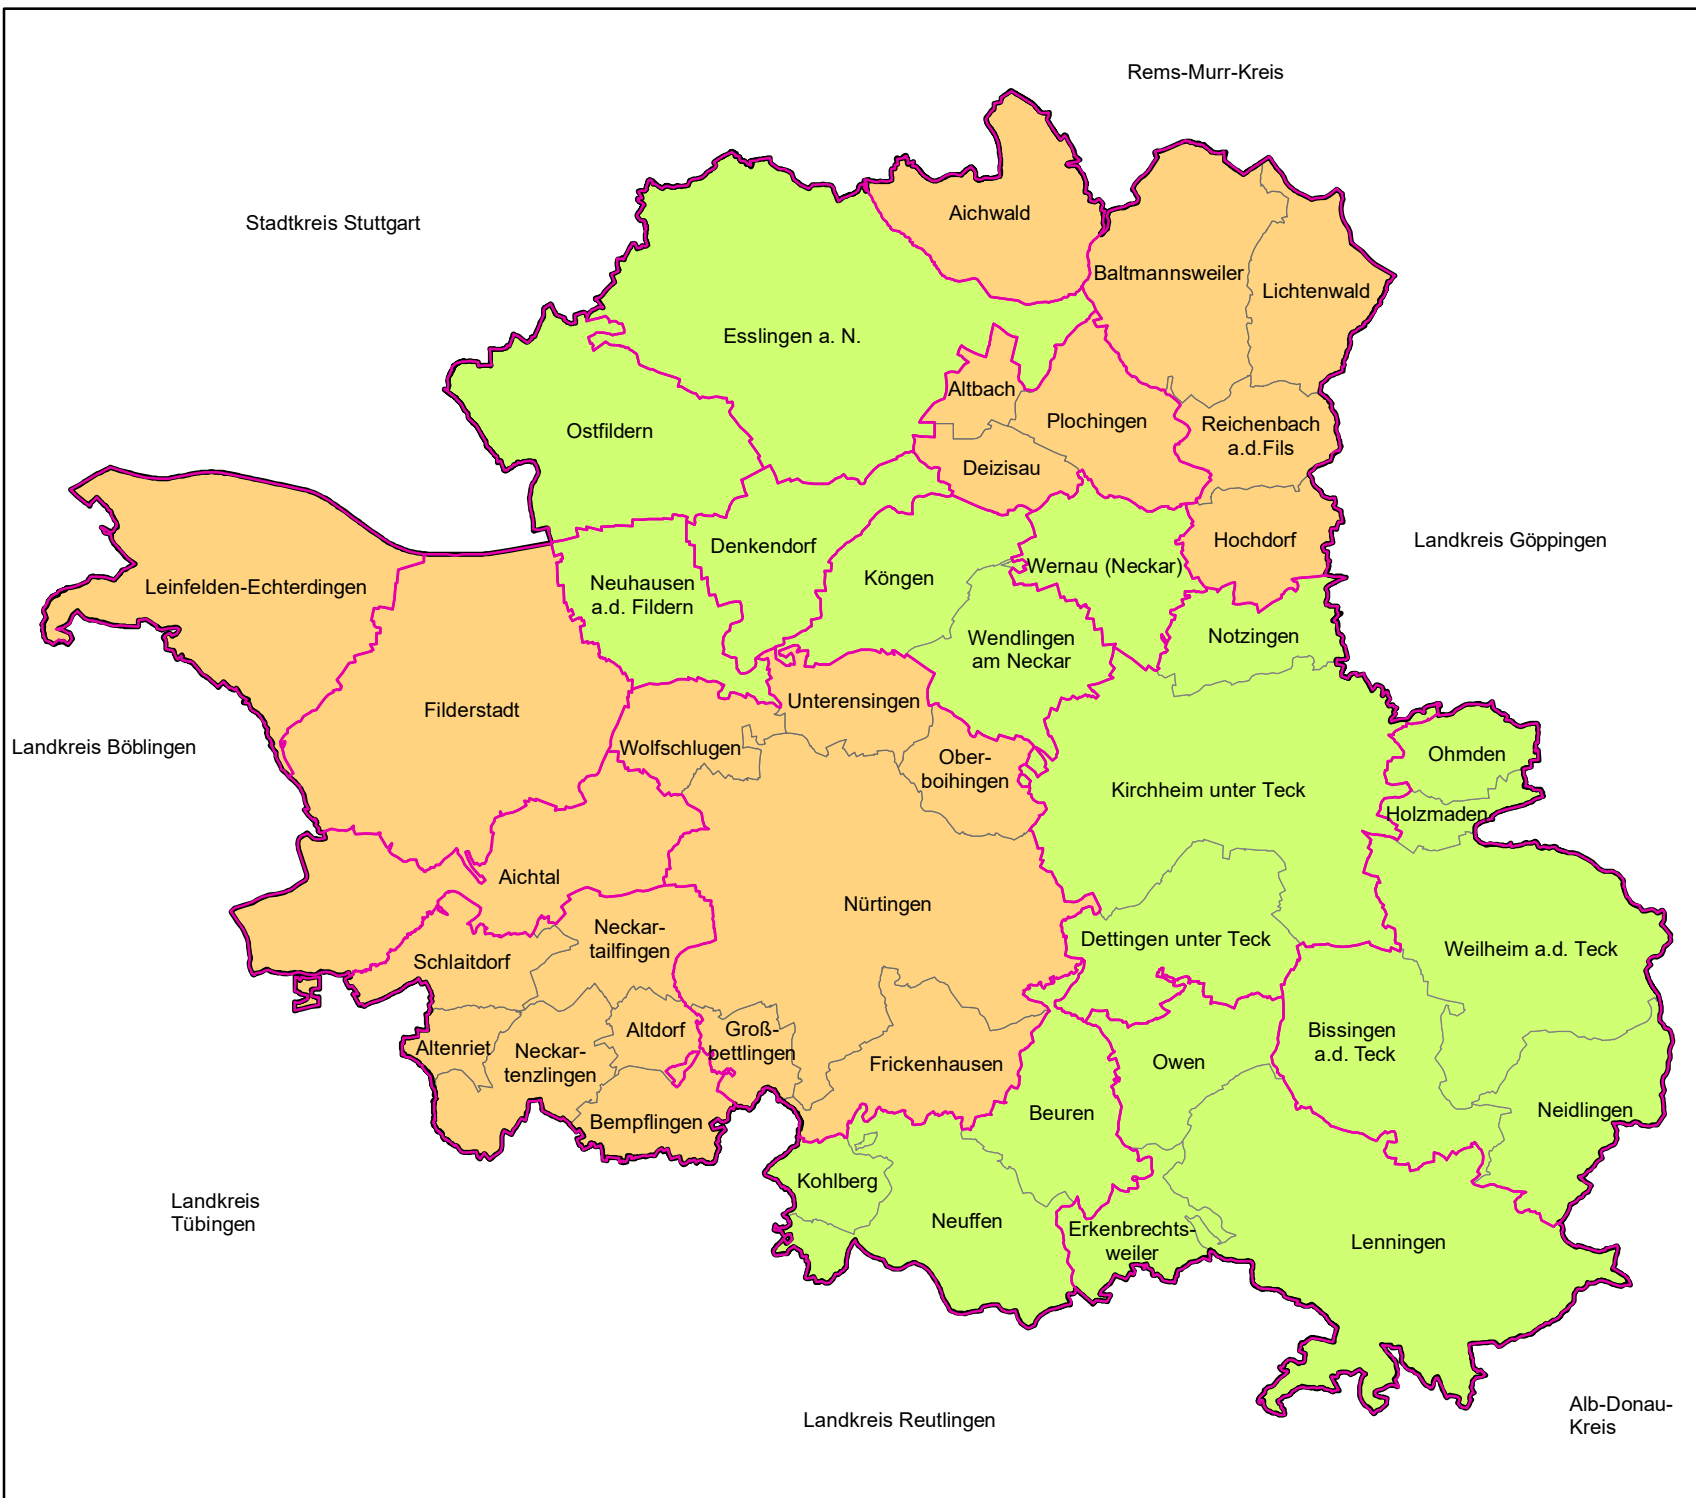 Rems-Murr-Kreis
Stadtkreis Stuttgart
Aichwald
Baltmannsweiler
Lichtenwald
Esslingen a. N.
Altbach
Plochingen
Reichenbach
a.d.Fils
Ostfildern
Deizisau
Hochdorf
Landkreis Göppingen
Denkendorf
Köngen
Wernau (Neckar)
Leinfelden-Echterdingen
Neuhausen
a.d. Fildern
Wendlingen
am Neckar
Notzingen
Filderstadt
Unterensingen
Landkreis Böblingen
Wolfschlugen
Ober-
boihingen
Kirchheim unter Teck
Ohmden
Holzmaden
Aichtal
Nürtingen
Neckar-
tailfingen
Dettingen unter Teck
Weilheim a.d. Teck
Schlaitdorf
Altdorf
Groß-
bettlingen
Bissingen
a.d. Teck
Altenriet
Neckar-
tenzlingen
Frickenhausen
Owen
Bempflingen
Beuren
Neidlingen
Kohlberg
Landkreis
Tübingen
Neuffen
Erkenbrechts-
weiler
Lenningen
Landkreis Reutlingen
Alb-Donau-
Kreis